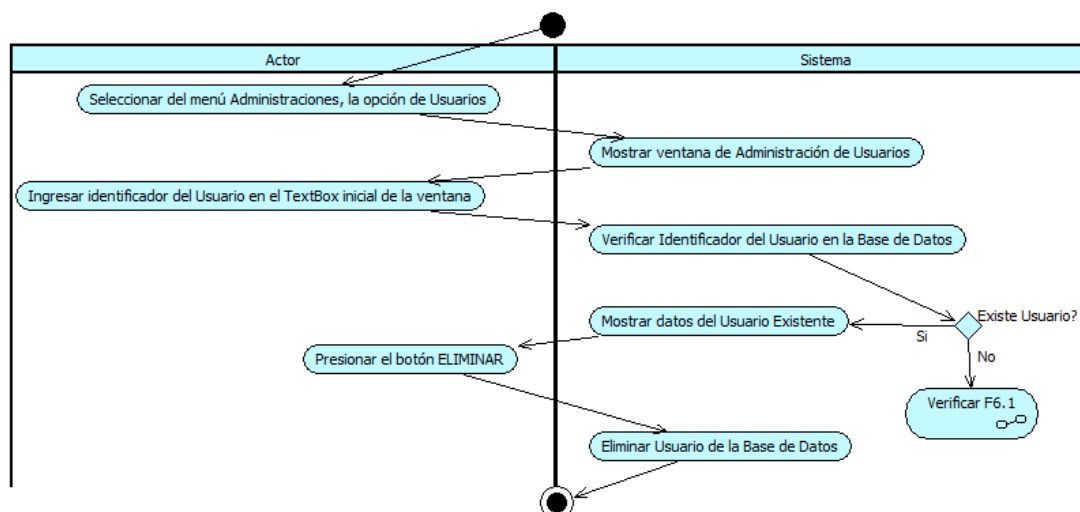 Actor
Sistema
Seleccionar del menú Administraciones, la opción de Usuarios
Mostrar ventana de Administración de Usuarios
Ingresar identificador del Usuario en el TextBox inicial de la ventana
Verificar Identificador del Usuario en la Base de Datos
Existe Usuario?
Mostrar datos del Usuario Existente
Si
Presionar el botón ELIMINAR
No
Verificar F6.1
Eliminar Usuario de la Base de Datos